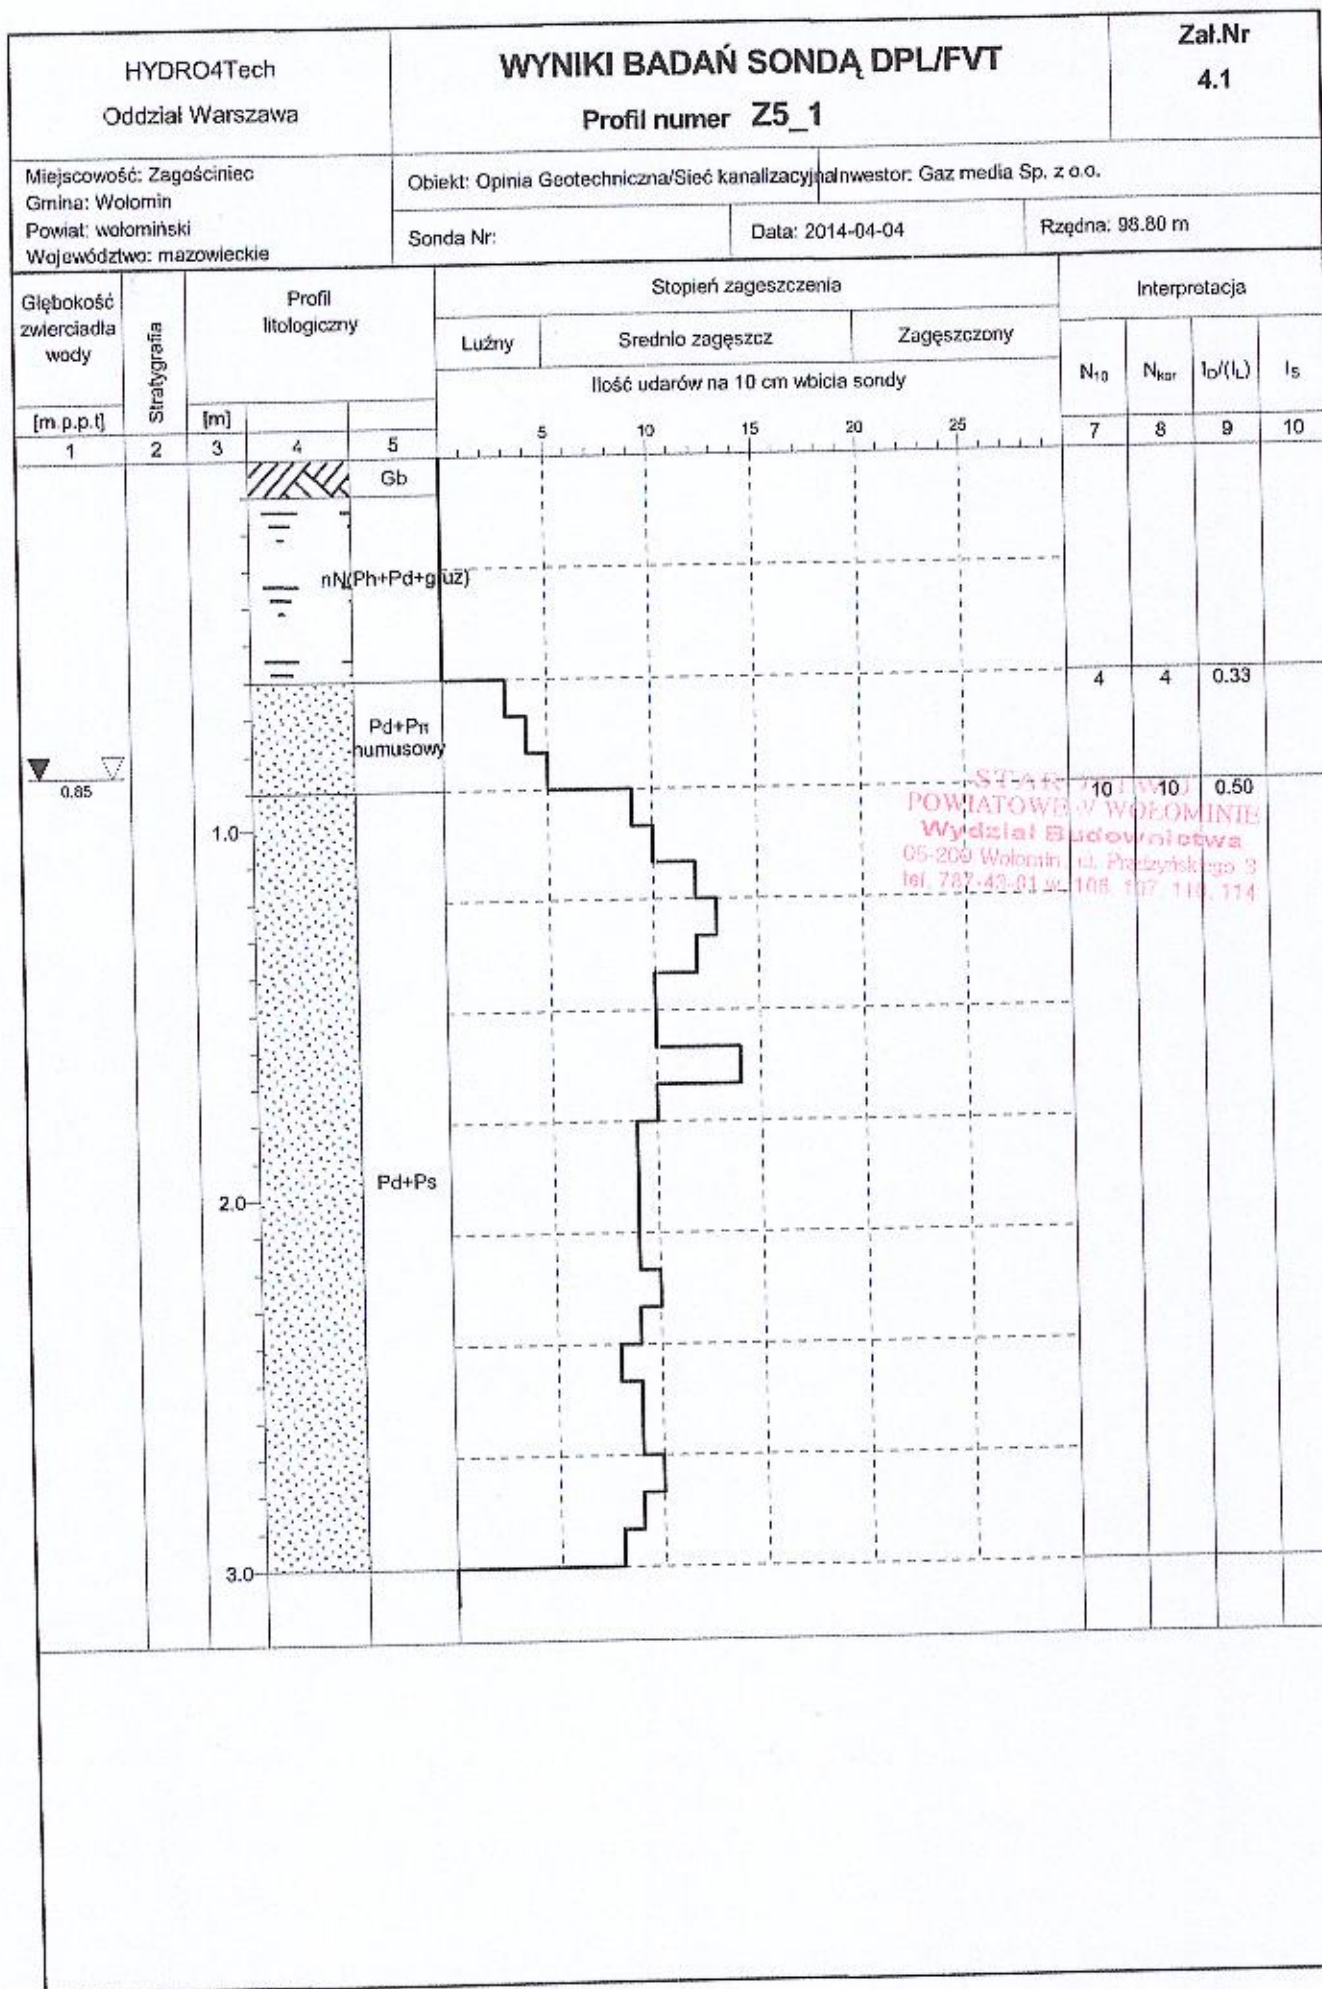 HYDRO4Tech
Oddział Warszawa
WYNIKI BADAŃ SONDĄ DPL/FVT
Profil numer Z5_1
Zał.Nr
4.1
Miejscowość: Zagościniec
Gmina: Wołomin
Powiat: wołomiński
Województwo: mazowieckie
Obiekt: Opinia Geotechniczna/Sieć kanalizacyjna Inwestor: Gaz media Sp. z o.o.
Sonda Nr:
Data: 2014-04-04
Rzędna: 98.80 m
Głębokość
zwierciadła
wody
[m.p.p.t]
Stratygrafia
Profil
litologiczny
[m]
Stopień zageszczenia
Luźny
Srednio zagęszcz
Zagęszczony
Ilość udarów na 10 cm wbicia sondy
5 10 15 20 25
Interpretacja
N10
Nkor
ID/(IL)
IS
1 2 3 4 5 7 8 9 10
Gb
nN(Ph+Pd+gruz)
4 4 0.33
Pd+Pπ
humusowy
0.85
10 10 0.50
POWIATOWE W WOŁOMINIE
Wydział Budownictwa
05-200 Wołomin, ul. Prądzyńskiego 3
1.0
2.0
Pd+Ps
3.0